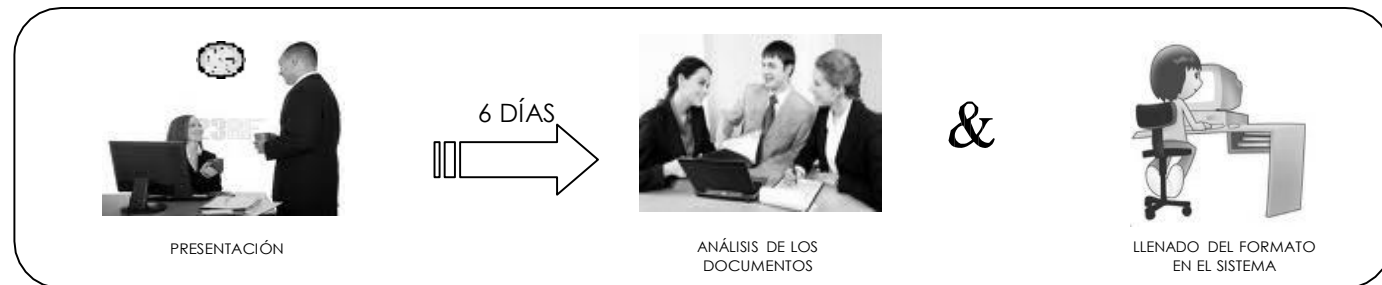 6 DÍAS
&
PRESENTACIÓN
ANÁLISIS DE LOS
DOCUMENTOS
LLENADO DEL FORMATO
EN EL SISTEMA